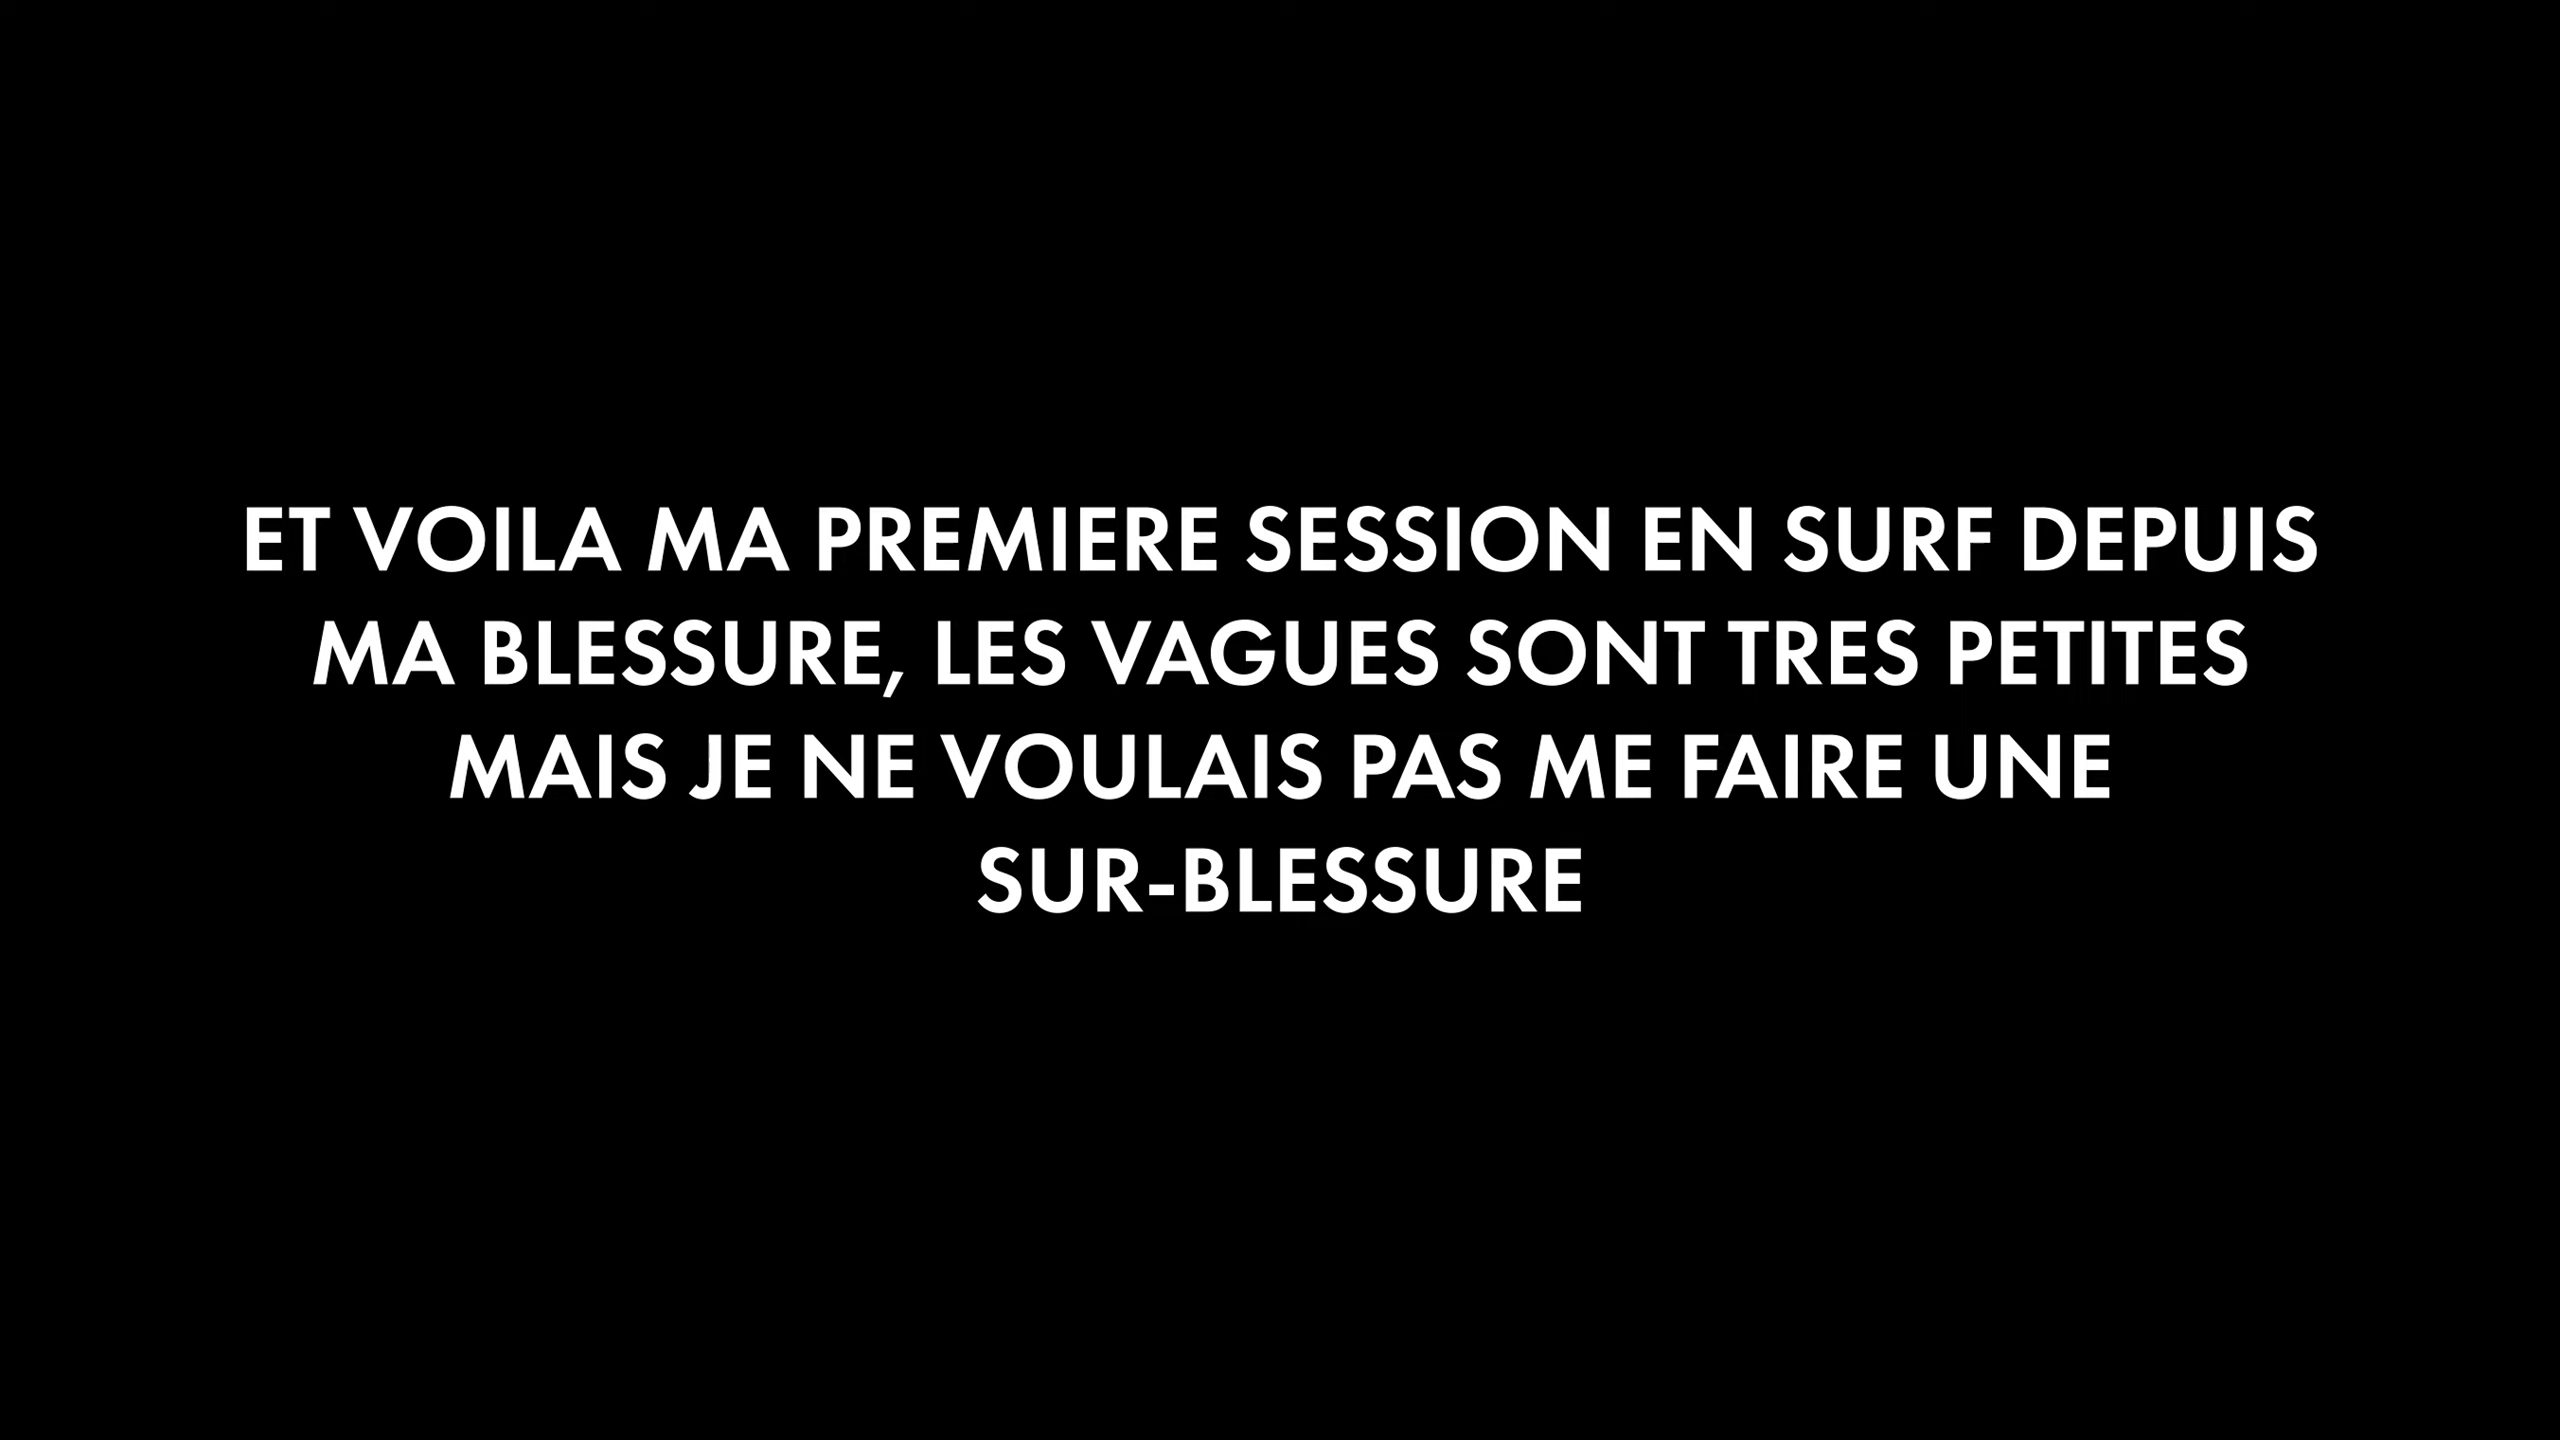 ET VOILA MA PREMIERE SESSION EN SURF DEPUIS
MA BLESSURE, LES VAGUES SONT TRES PETITES
MAIS JE NE VOULAIS PAS ME FAIRE UNE
SUR-BLESSURE